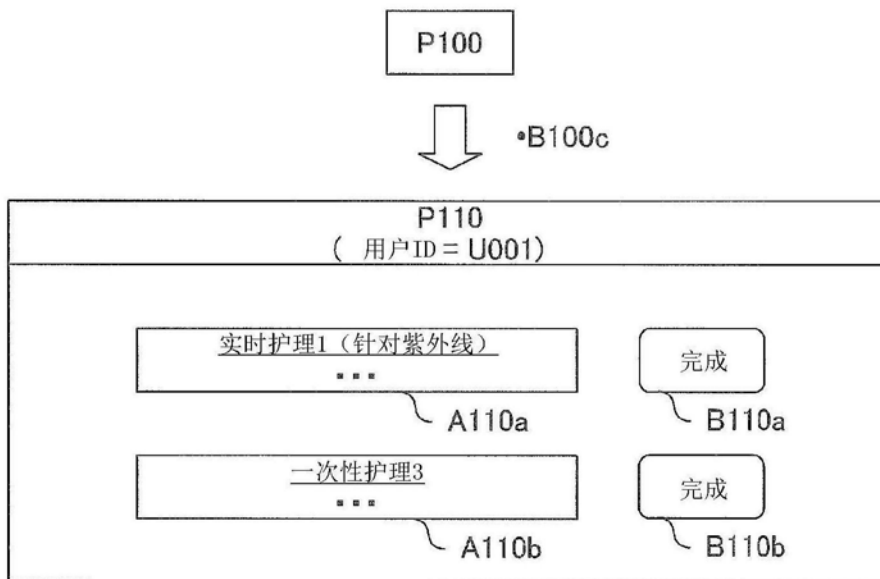 P100
•B100c
P110
( 用户ID = U001)
实时护理1（针对紫外线）
▪▪▪
完成
A110a
B110a
一次性护理3
▪▪▪
完成
A110b
B110b